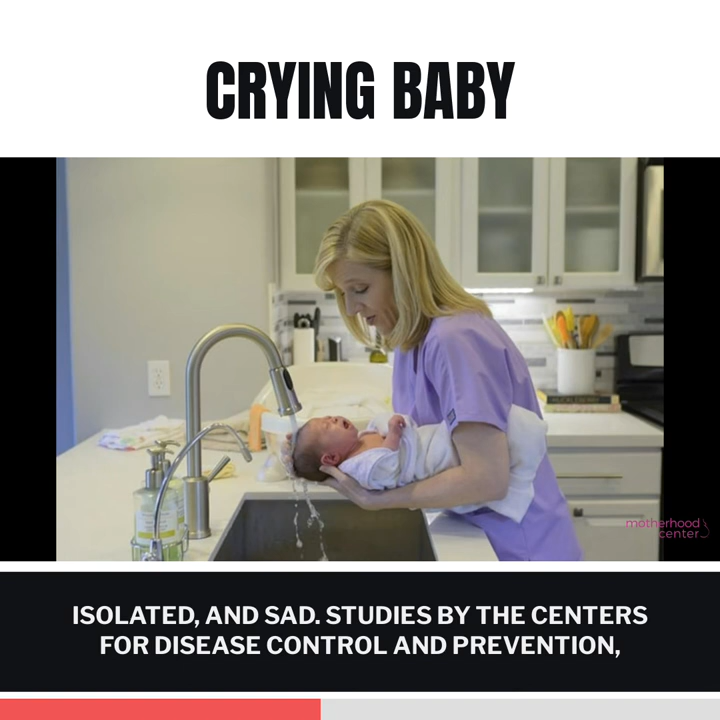 CRYING BABY
motherhood
center
ISOLATED, AND SAD. STUDIES BY THE CENTERS
FOR DISEASE CONTROL AND PREVENTION,